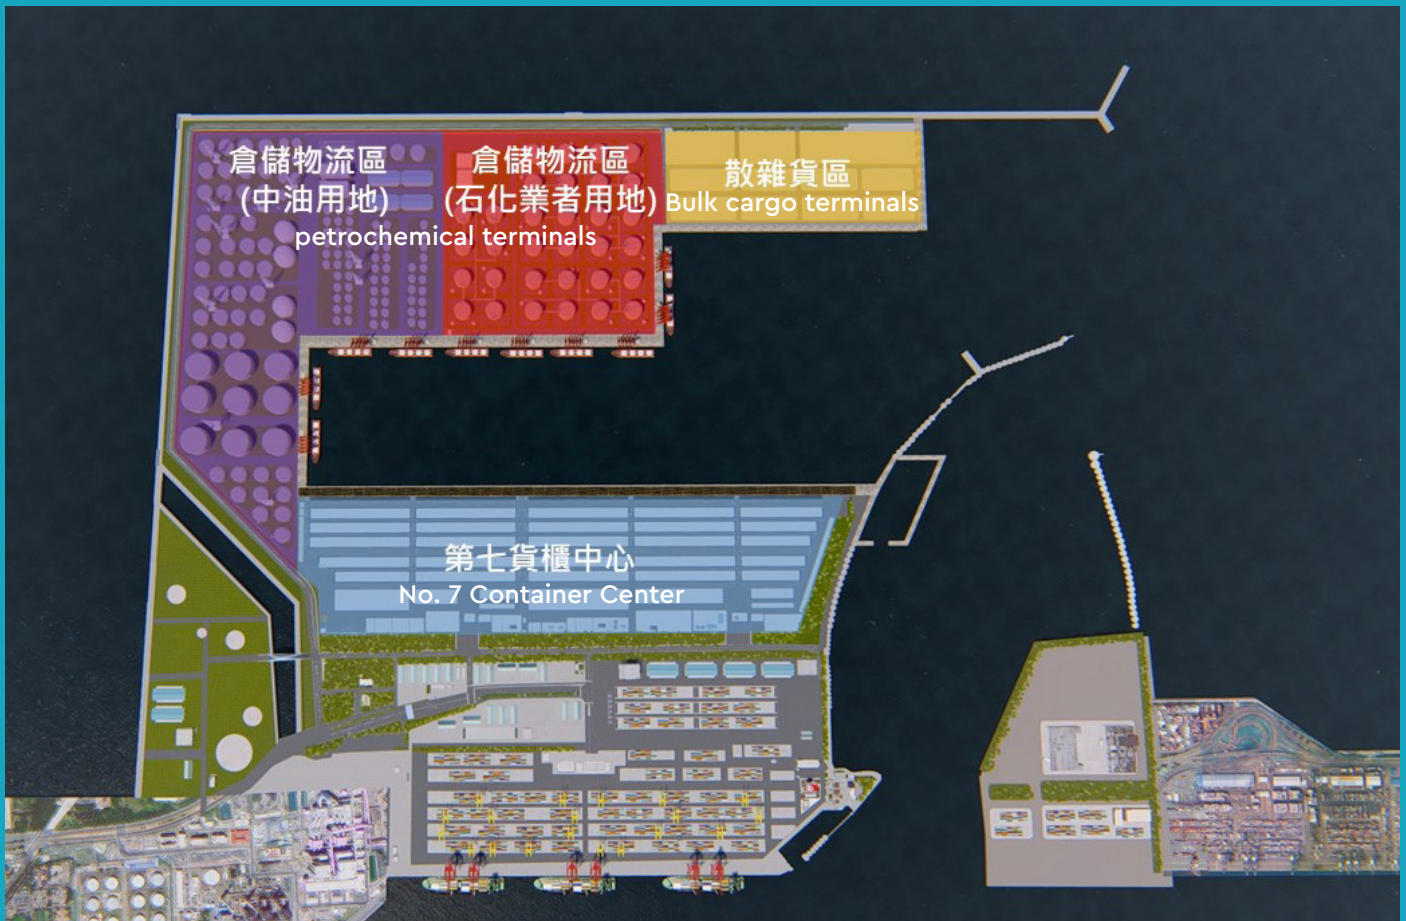 倉儲物流區
(中油用地)
倉儲物流區
(石化業者用地)
petrochemical terminals
散雜貨區
Bulk cargo terminals
第七貨櫃中心
No. 7 Container Center